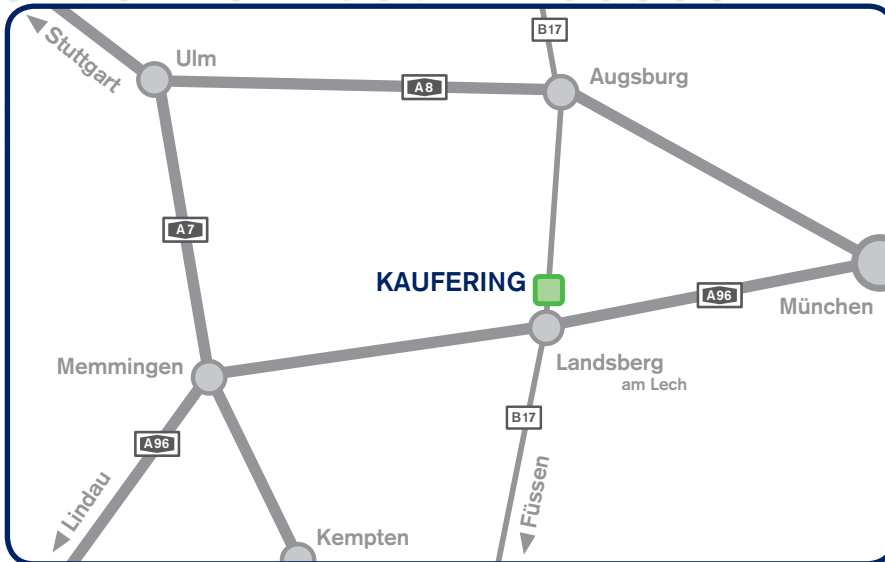 B17
Stuttgart
Ulm
Augsburg
A8
A7
KAUFERING
A96
München
Memmingen
Landsberg
am Lech
B17
A96
Lindau
Füssen
Kempten